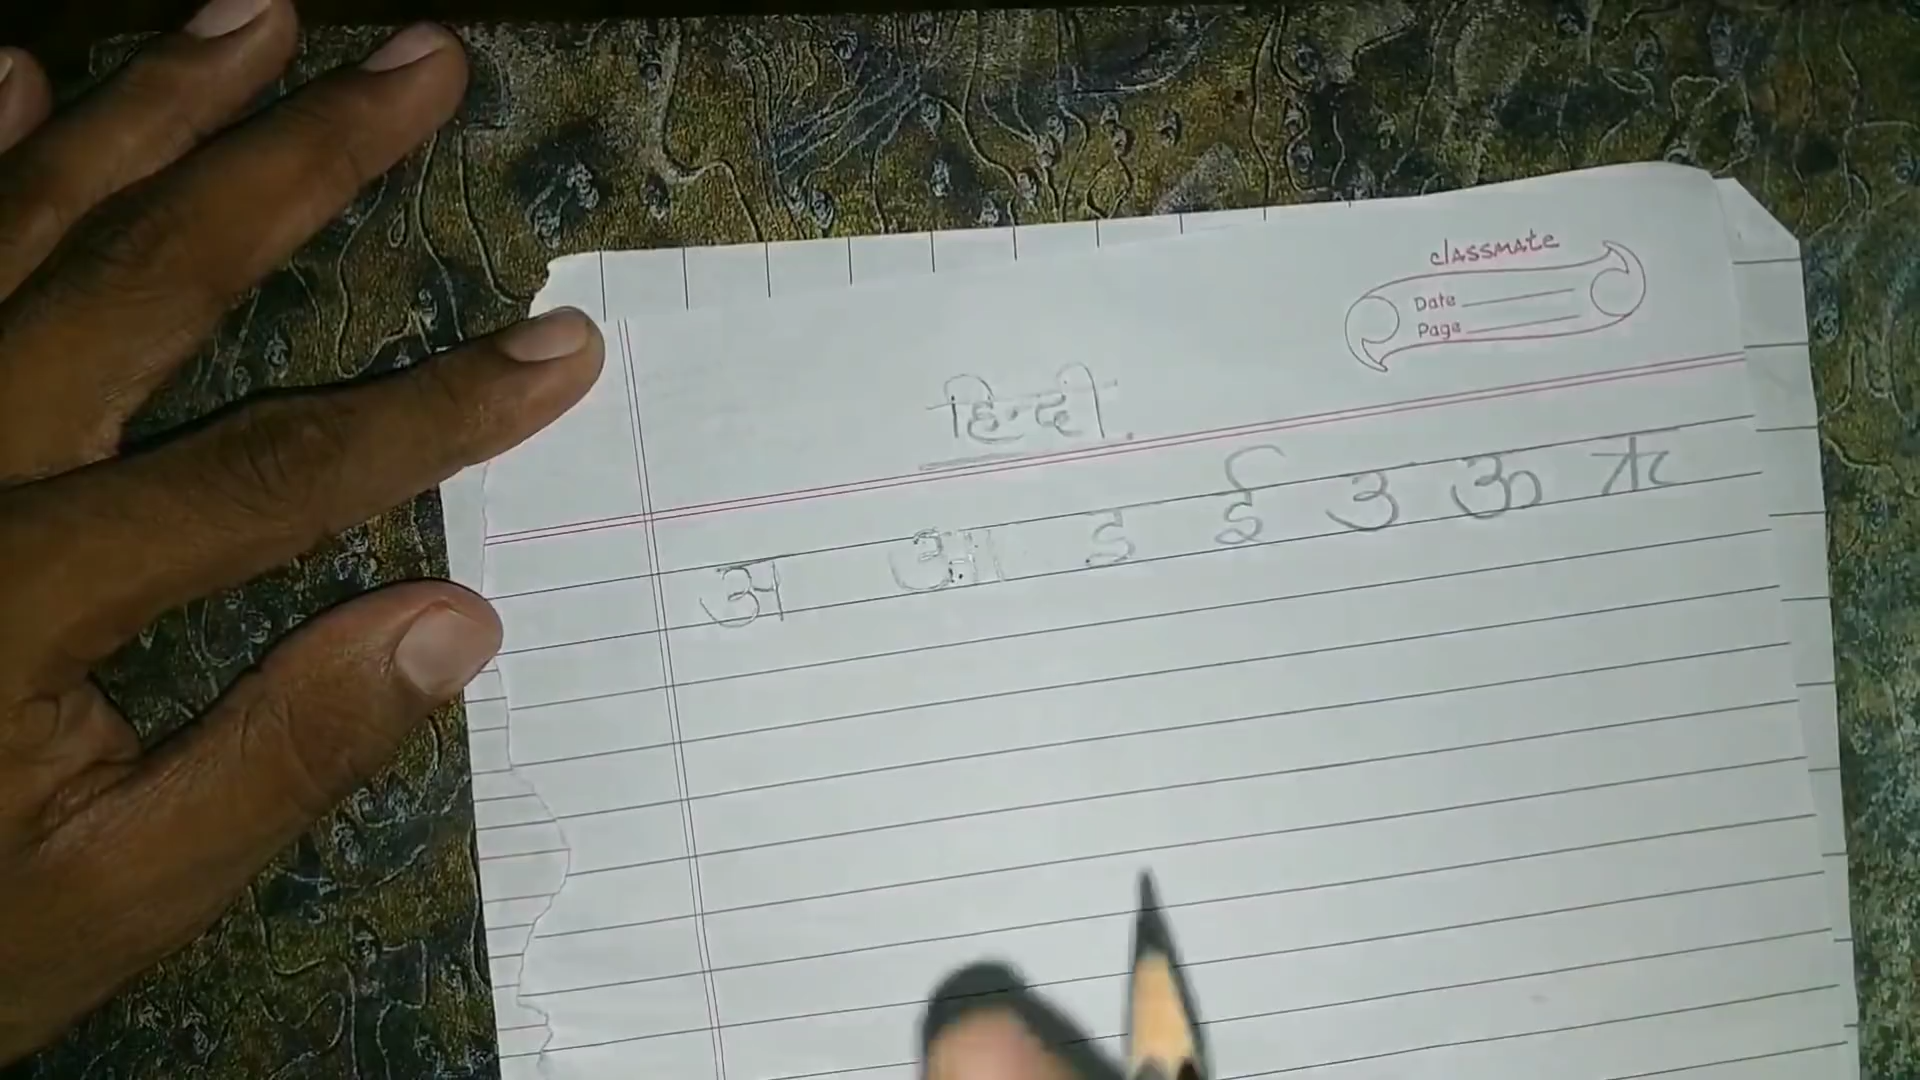 classmate
Date
Page
हिन्दी.
अ आ इ ई उ ऊ ऋ